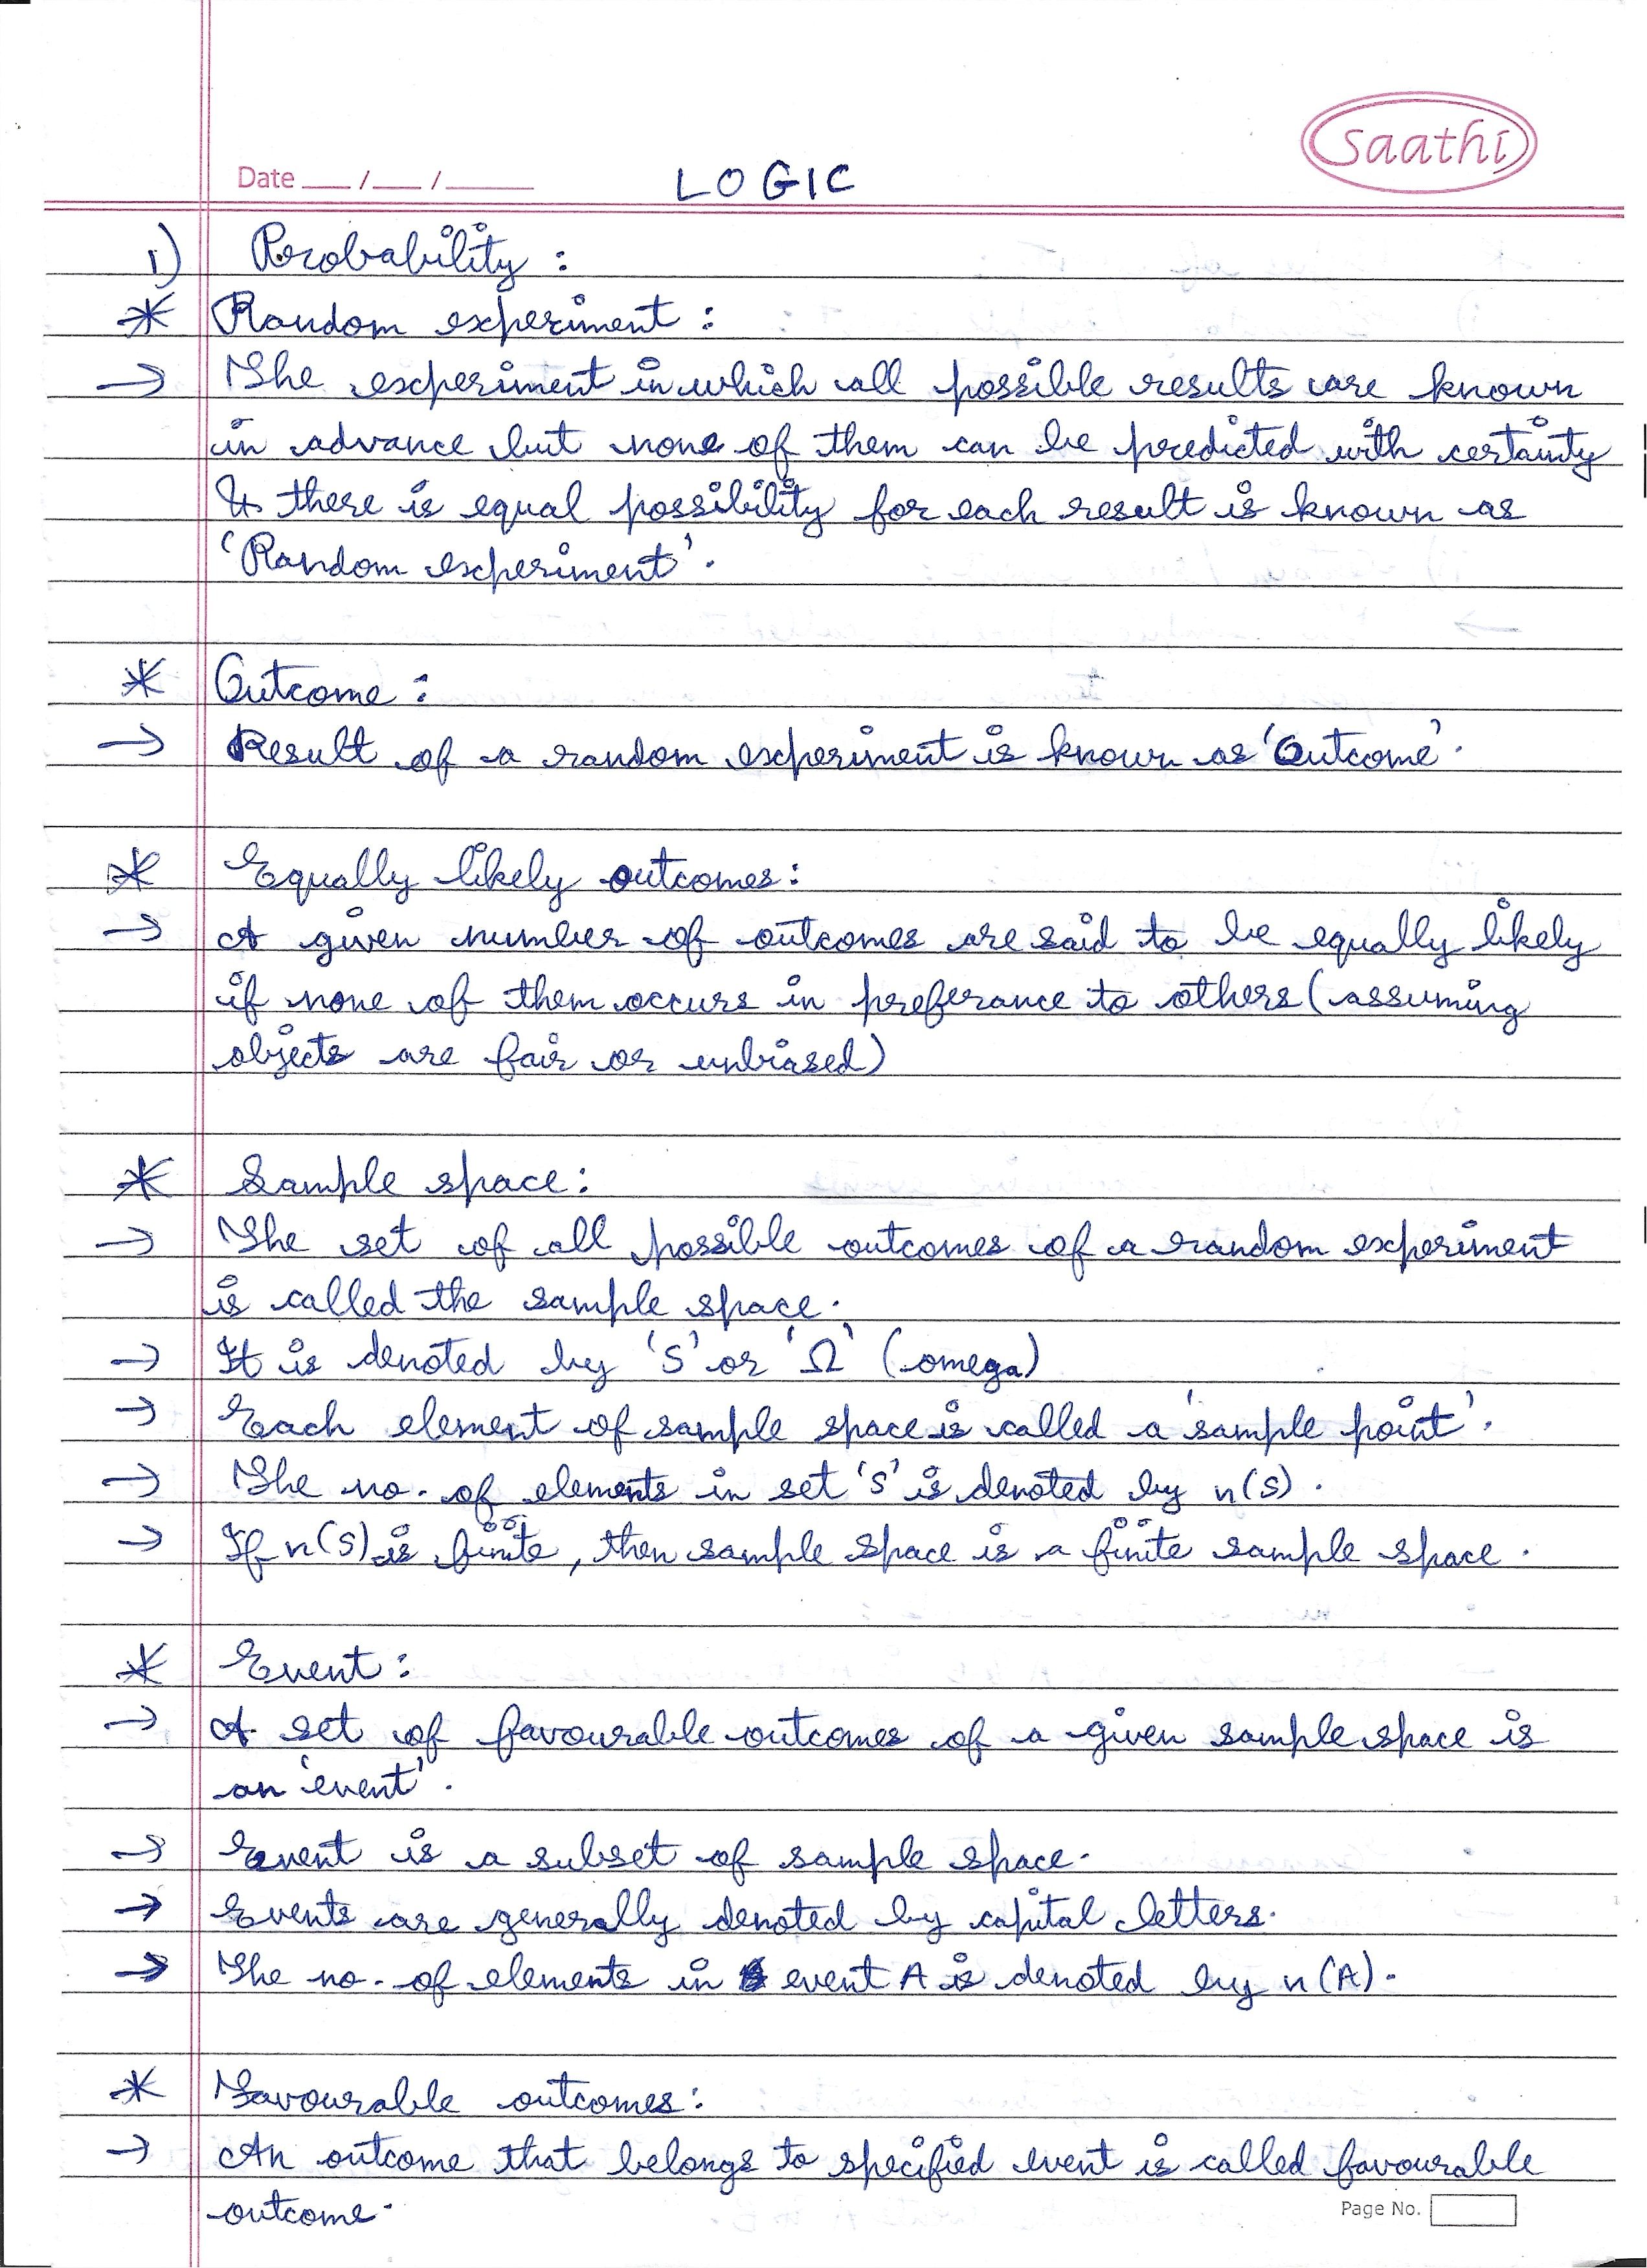 saathi
Date ___/___/______ LOGIC
1) Probability :
* Random experiment :
→ The experiment in which all possible results are known
in advance but none of them can be predicted with certainty
& there is equal possibility for each result is known as
'Random experiment'.
* Outcome :
→ Result of a random experiment is known as 'Outcome'.
* Equally likely outcomes :
→ A given number of outcomes are said to be equally likely
if none of them occurs in preferance to others (assuming
objects are fair or unbiased)
* Sample space :
→ The set of all possible outcomes of a random experiment
is called the sample space.
→ It is denoted by 'S' or 'Ω' (omega)
→ Each element of sample space is called a 'sample point'.
→ The no. of elements in set 'S' is denoted by n(S).
→ If n(S) is finite, then sample space is a finite sample space.
* Event :
→ A set of favourable outcomes of a given sample space is
an 'event'.
→ Event is a subset of sample space.
→ Events are generally denoted by capital letters.
→ The no. of elements in event A is denoted by n(A).
* Favourable outcomes :
→ An outcome that belongs to specified event is called favourable
outcome.
Page No.